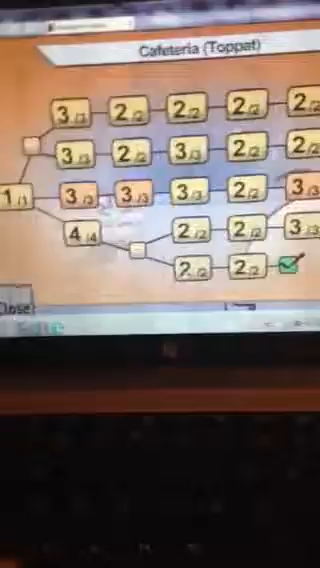 Cafeteria (Toppat)
3/3 2/2 2/2 2/2 2/2
3/3 2/2 3/3 2/2 2/2
1/1 3/3 3/3 3/3 2/2 3/3
4/4 2/2 2/2 3/3
2/2 2/2
Close